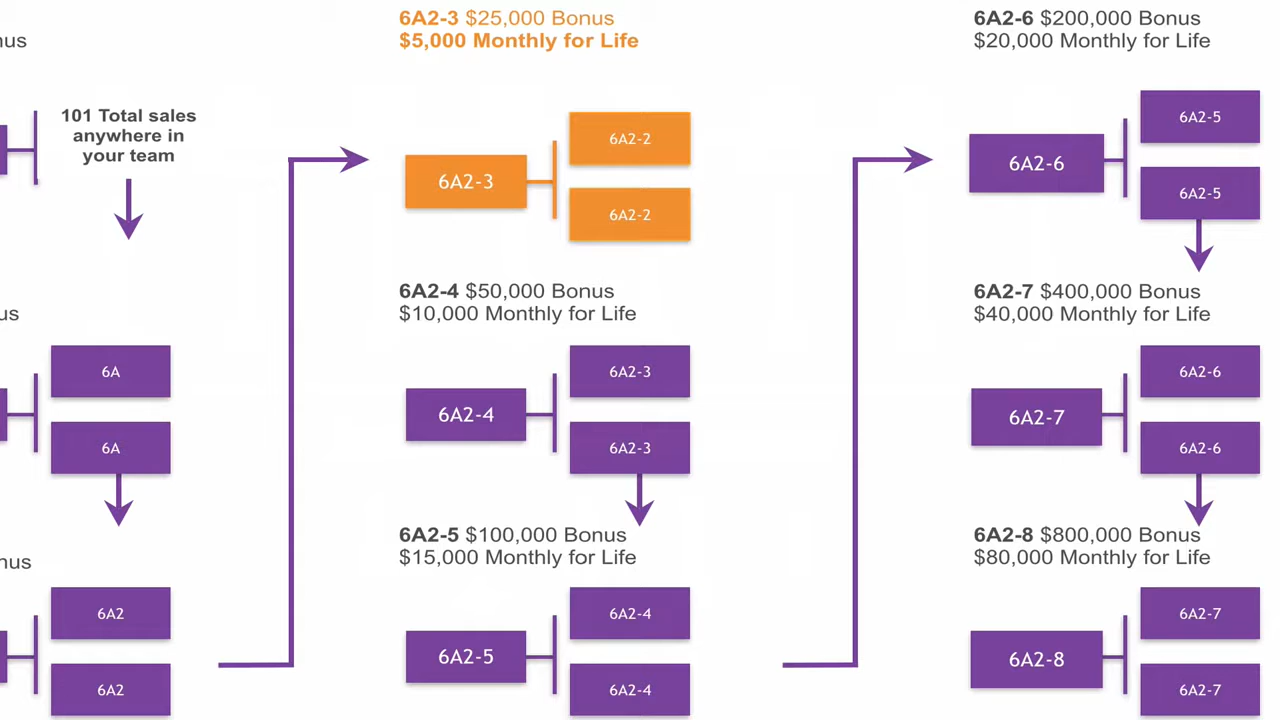 nus
101 Total sales
anywhere in
your team
us
6A
6A
nus
6A2
6A2
6A2-3 $25,000 Bonus
$5,000 Monthly for Life
6A2-3
6A2-2
6A2-2
6A2-4 $50,000 Bonus
$10,000 Monthly for Life
6A2-4
6A2-3
6A2-3
6A2-5 $100,000 Bonus
$15,000 Monthly for Life
6A2-5
6A2-4
6A2-4
6A2-6 $200,000 Bonus
$20,000 Monthly for Life
6A2-6
6A2-5
6A2-5
6A2-7 $400,000 Bonus
$40,000 Monthly for Life
6A2-7
6A2-6
6A2-6
6A2-8 $800,000 Bonus
$80,000 Monthly for Life
6A2-8
6A2-7
6A2-7